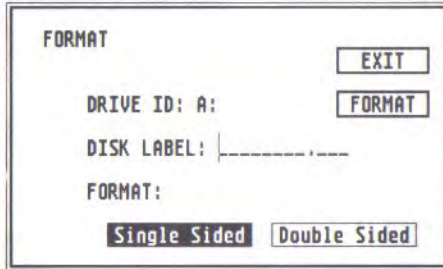 FORMAT
EXIT
DRIVE ID: A:
FORMAT
DISK LABEL: ________.___
FORMAT:
Single Sided Double Sided